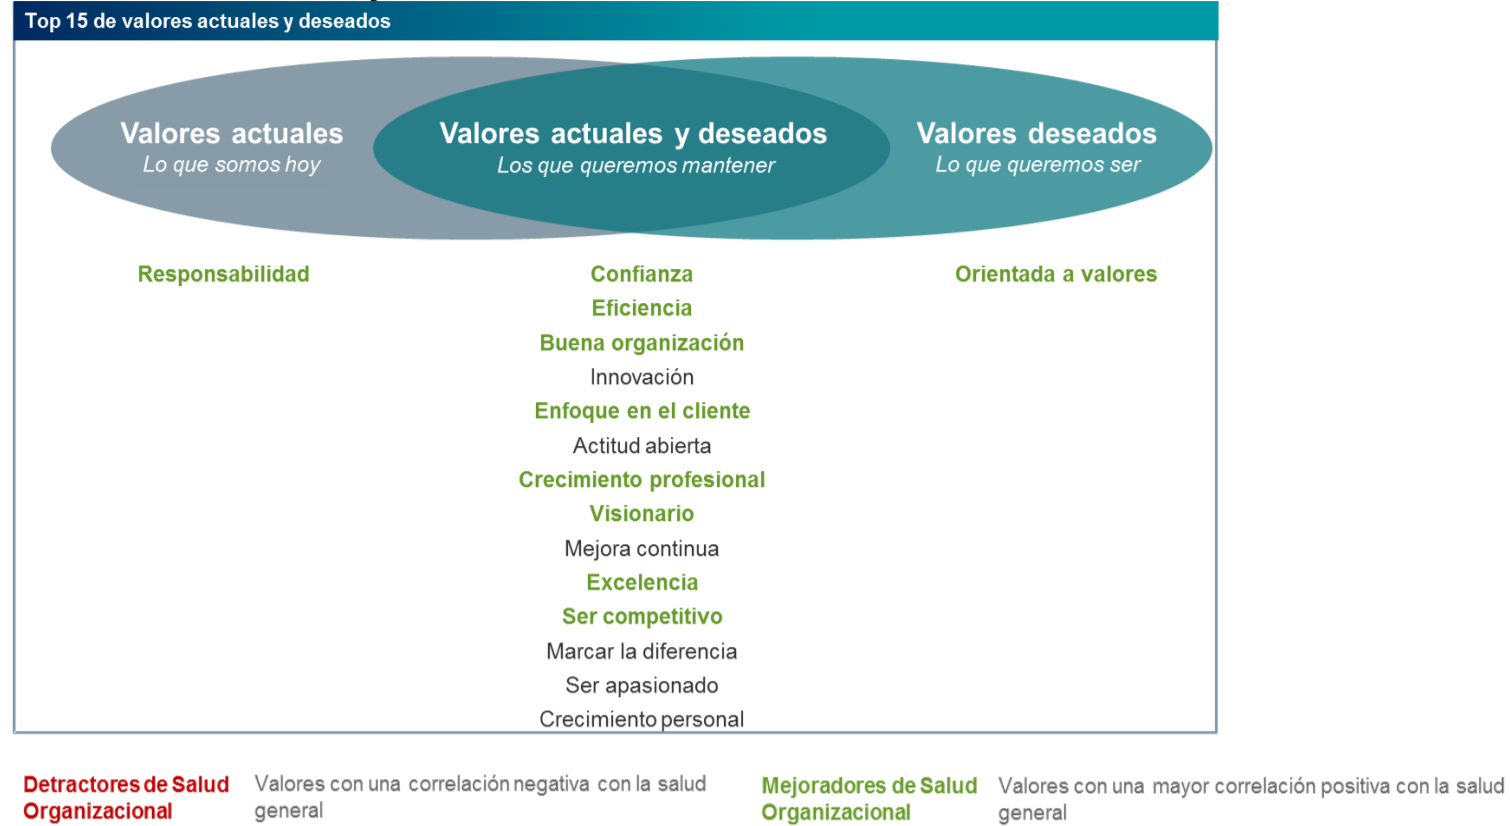 Top 15 de valores actuales y deseados
Valores actuales
Lo que somos hoy
Valores actuales y deseados
Los que queremos mantener
Valores deseados
Lo que queremos ser
Responsabilidad
Confianza
Eficiencia
Buena organización
Innovación
Enfoque en el cliente
Actitud abierta
Crecimiento profesional
Visionario
Mejora continua
Excelencia
Ser competitivo
Marcar la diferencia
Ser apasionado
Crecimiento personal
Orientada a valores
Detractores de Salud
Organizacional
Valores con una correlación negativa con la salud
general
Mejoradores de Salud
Organizacional
Valores con una mayor correlación positiva con la salud
general